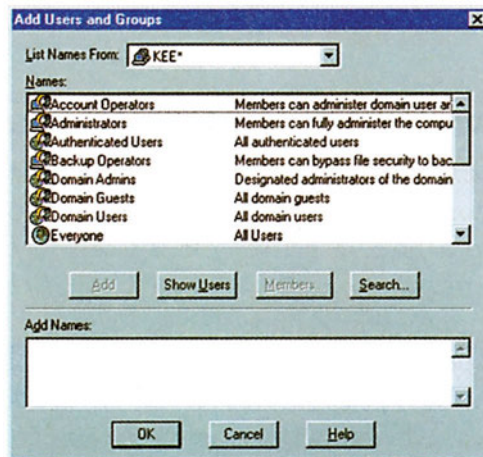 Add Users and Groups
List Names From: KEE*
Names:
Account Operators Members can administer domain user ar
Administrators Members can fully administer the compu
Authenticated Users All authenticated users
Backup Operators Members can bypass file security to bac
Domain Admins Designated administrators of the domain
Domain Guests All domain guests
Domain Users All domain users
Everyone All Users
Add Show Users Members Search...
Add Names:
OK Cancel Help